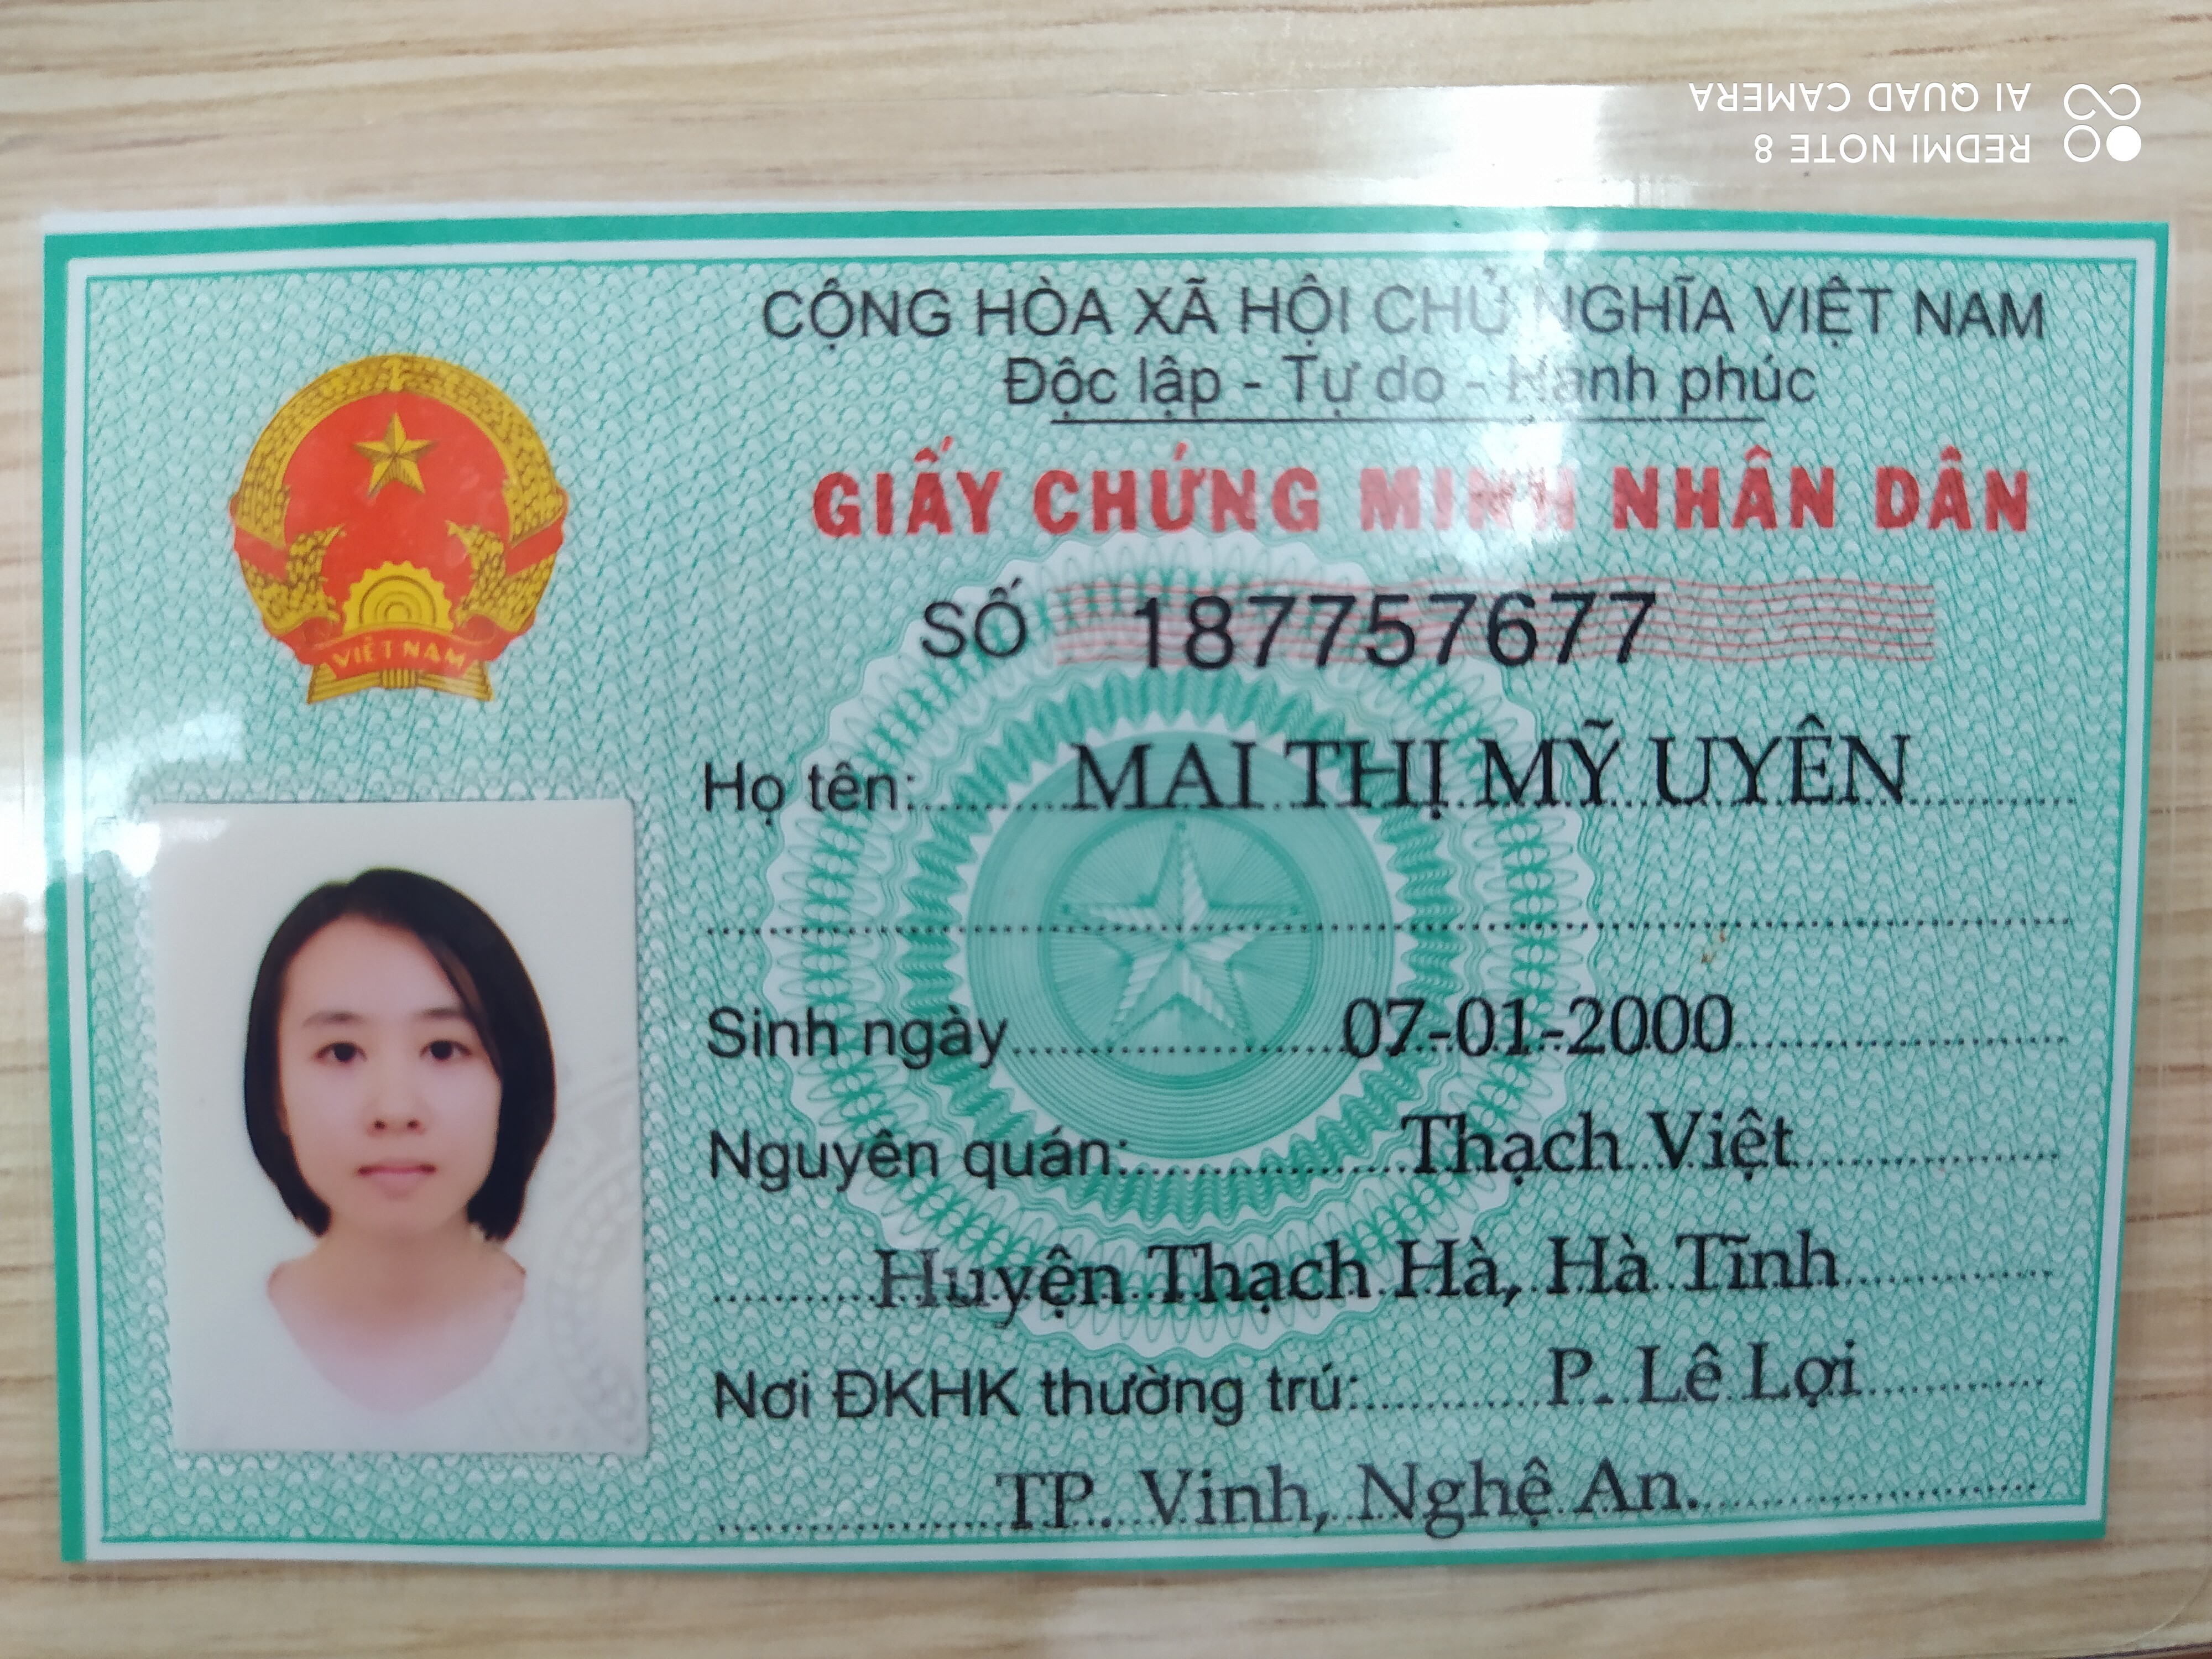 AI QUAD CAMERA
REDMI NOTE 8
CỘNG HÒA XÃ HỘI CHỦ NGHĨA VIỆT NAM
Độc lập - Tự do - Hạnh phúc
GIẤY CHỨNG MINH NHÂN DÂN
SỐ 187757677
VIỆT NAM
Họ tên: MAI THỊ MỸ UYÊN
Sinh ngày 07-01-2000
Nguyên quán: Thạch Việt
Huyện Thạch Hà, Hà Tĩnh
Nơi ĐKHK thường trú: P. Lê Lợi
TP. Vinh, Nghệ An.